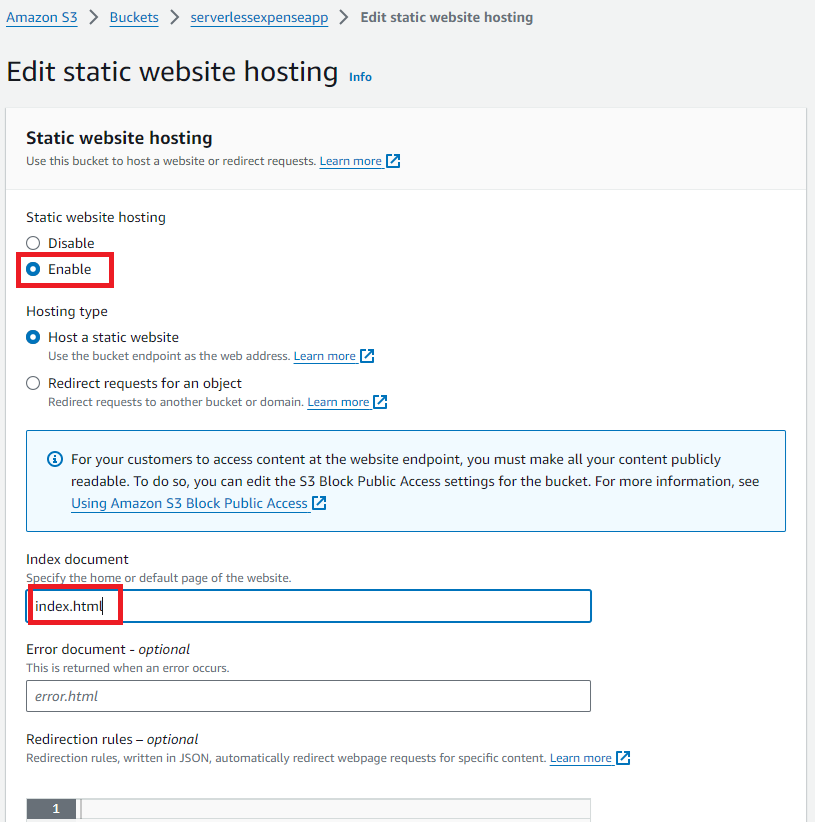 Amazon S3 > Buckets > serverlessexpenseapp > Edit static website hosting
Edit static website hosting Info
Static website hosting
Use this bucket to host a website or redirect requests. Learn more
Static website hosting
Disable
Enable
Hosting type
Host a static website
Use the bucket endpoint as the web address. Learn more
Redirect requests for an object
Redirect requests to another bucket or domain. Learn more
For your customers to access content at the website endpoint, you must make all your content publicly
readable. To do so, you can edit the S3 Block Public Access settings for the bucket. For more information, see
Using Amazon S3 Block Public Access
Index document
Specify the home or default page of the website.
index.html
Error document - optional
This is returned when an error occurs.
error.html
Redirection rules – optional
Redirection rules, written in JSON, automatically redirect webpage requests for specific content. Learn more
1